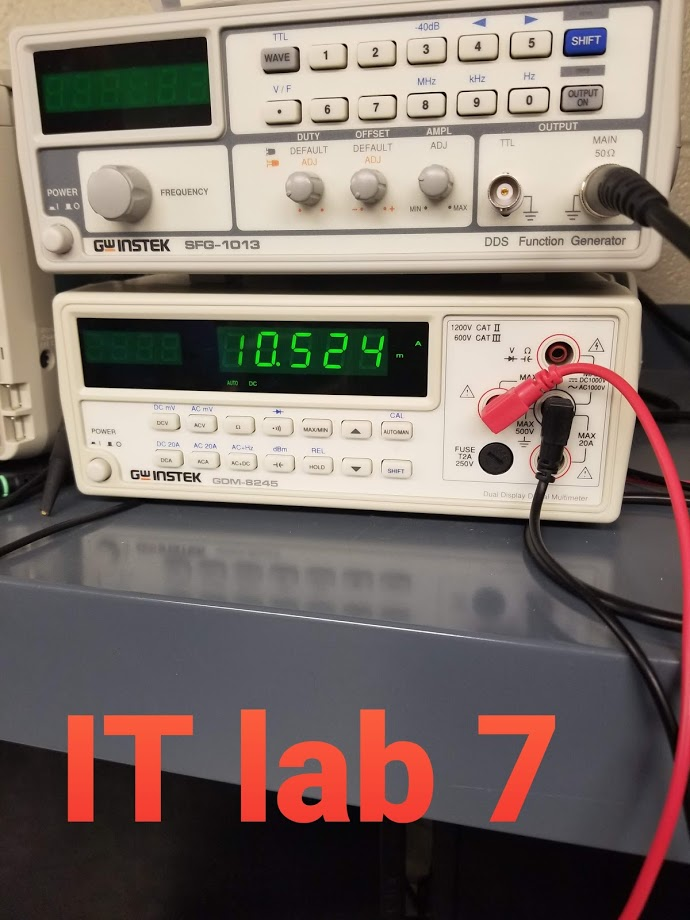 TTL
-40dB
WAVE
1
2
3
4
5
SHIFT
V / F
MHz
kHz
Hz
•
6
7
8
9
0
OUTPUT
ON
DUTY
OFFSET
AMPL
OUTPUT
DEFAULT
ADJ
DEFAULT
ADJ
ADJ
TTL
MAIN
50Ω
POWER
FREQUENCY
MIN
MAX
GW INSTEK SFG-1013
DDS Function Generator
10.524
m
A
AUTO DC
1200V CAT II
600V CAT III
V Ω
DC1000V
AC1000V
MAX
MAX
500V
MAX
20A
FUSE
T2A
250V
DC mV
AC mV
CAL
DCV
ACV
Ω
MAX/MIN
AUTO/MAN
POWER
DC 20A
AC 20A
AC+Hz
dBm
REL
DCA
ACA
AC+DC
HOLD
SHIFT
GW INSTEK GDM-8245
Dual Display Digital Multimeter
IT lab 7